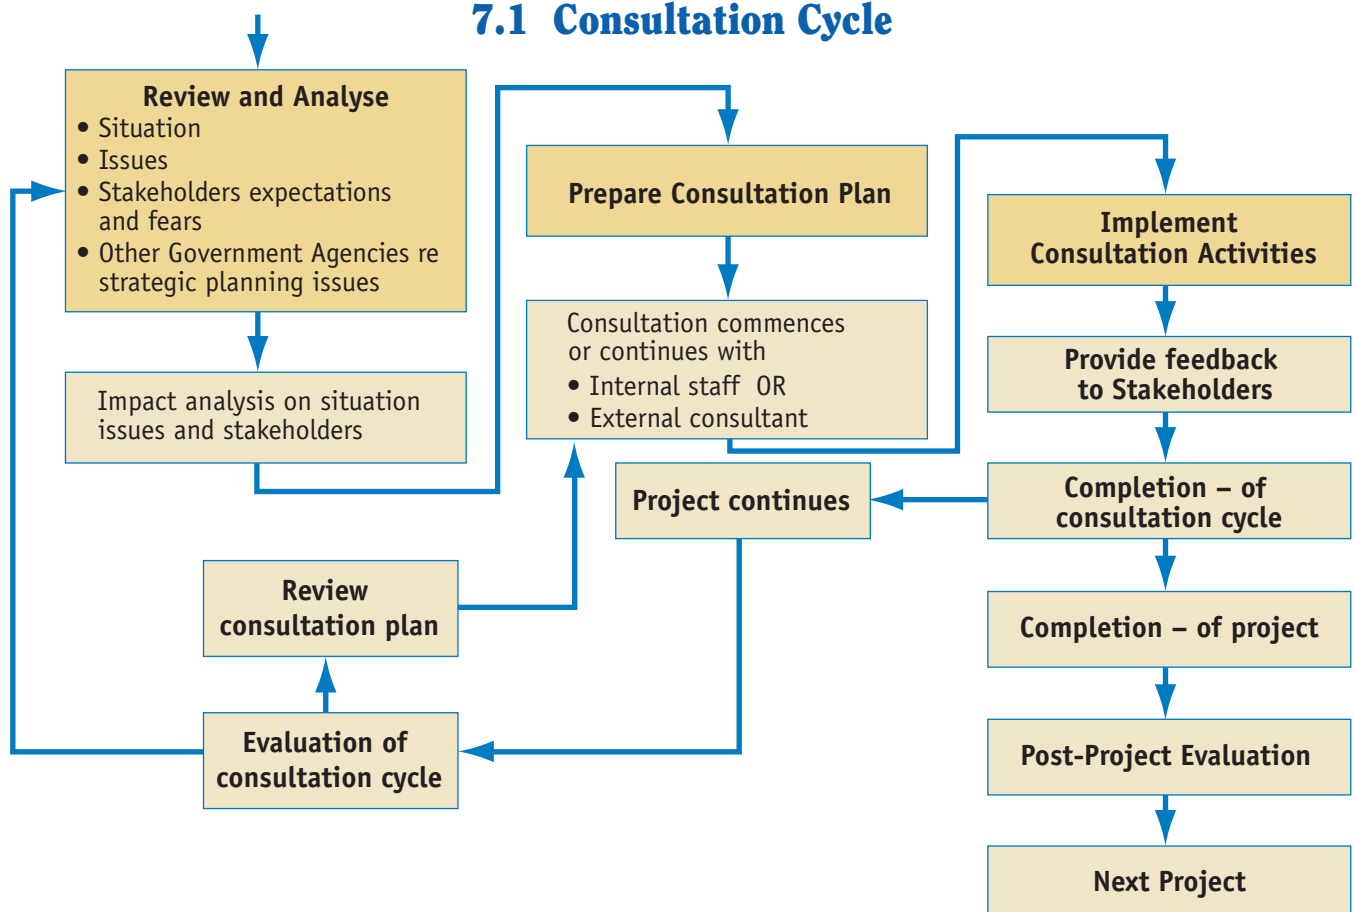 7.1 Consultation Cycle
Review and Analyse
• Situation
• Issues
• Stakeholders expectations
and fears
• Other Government Agencies re
strategic planning issues
Impact analysis on situation
issues and stakeholders
Prepare Consultation Plan
Consultation commences
or continues with
• Internal staff OR
• External consultant
Implement
Consultation Activities
Provide feedback
to Stakeholders
Completion – of
consultation cycle
Project continues
Review
consultation plan
Evaluation of
consultation cycle
Completion – of project
Post-Project Evaluation
Next Project